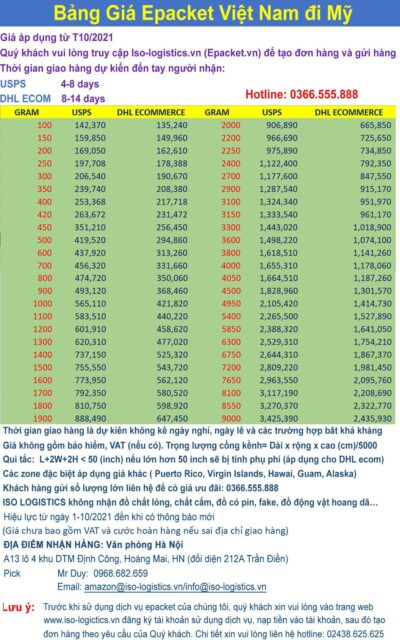 Bảng Giá Epacket Việt Nam đi Mỹ
Giá áp dụng từ T10/2021
Quý khách vui lòng truy cập Iso-logistics.vn (Epacket.vn) để tạo đơn hàng và gửi hàng
Thời gian giao hàng dự kiến đến tay người nhận:
USPS 4-8 days
DHL ECOM 8-14 days
Hotline: 0366.555.888
GRAM USPS DHL ECOMMERCE GRAM USPS DHL ECOMMERCE
100 142,370 135,240 2000 906,890 665,850
150 159,850 149,960 2200 966,690 725,650
200 169,050 162,610 2250 975,890 734,850
250 197,708 178,388 2400 1,122,400 792,350
300 206,540 190,670 2700 1,177,600 847,550
350 239,740 208,380 2900 1,287,540 915,170
400 253,368 217,718 3100 1,324,340 951,970
420 263,672 231,472 3150 1,333,540 961,170
450 351,210 256,450 3300 1,443,020 1,018,900
500 419,520 294,860 3600 1,498,220 1,074,100
600 437,920 313,260 3800 1,618,510 1,141,260
700 456,320 331,660 4000 1,655,310 1,178,060
800 474,720 350,060 4050 1,664,510 1,187,260
900 493,120 368,460 4500 1,828,960 1,301,570
1000 565,110 421,820 4950 2,105,420 1,414,730
1100 583,510 440,220 5400 2,265,500 1,527,890
1200 601,910 458,620 5850 2,388,320 1,641,050
1300 620,310 477,020 6300 2,529,310 1,754,210
1400 737,150 525,320 6750 2,644,310 1,867,370
1500 755,550 543,720 7200 2,809,220 1,981,450
1600 773,950 562,120 7650 2,963,550 2,095,760
1700 792,350 580,520 8100 3,117,190 2,208,690
1800 810,750 598,920 8550 3,270,370 2,322,770
1900 888,490 647,450 9000 3,425,390 2,435,930
Thời gian giao hàng là dự kiến không kê ngày nghỉ, ngày lễ và các trường hợp bất khả kháng
Giá không gồm bảo hiểm, VAT (nếu có). Trọng lượng cồng kềnh= Dài x rộng x cao (cm)/5000
Qui tắc: L+2W+2H < 50 (inch) nếu lớn hơn 50 inch sẽ bị tính phụ phí (áp dụng cho DHL ecom)
Các zone đặc biệt áp dụng giá khác ( Puerto Rico, Virgin Islands, Hawai, Guam, Alaska)
Khách hàng gửi số lượng lớn liên hệ để có giá ưu đãi: 0366.555.888
ISO LOGISTICS không nhận đồ chất lỏng, chất cấm, đồ có pin, fake, đồ động vật hoang dã...
Hiệu lực từ ngày 1-10/2021 đến khi có thông báo mới
(Giá chưa bao gồm VAT và cước hoàn hàng nếu sai địa chỉ giao hàng)
ĐỊA ĐIỂM NHẬN HÀNG: Văn phòng Hà Nội
A13 lô 4 khu DTM Định Công, Hoàng Mai, HN (đối diện 212A Trần Điền)
Pick Mr Duy: 0968.682.659
Email: amazon@iso-logistics.vn/info@iso-logistics.vn
Lưu ý: Trước khi sử dụng dịch vụ epacket của chúng tôi, quý khách xin vui lòng vào trang web
www.iso-logistics.vn đăng ký tài khoản sử dụng dịch vụ, nạp tiền vào tài khoản, sau đó tạo
đơn hàng theo yêu cầu của Quý khách. Chi tiết xin vui lòng liên hệ hotline: 02438.625.625